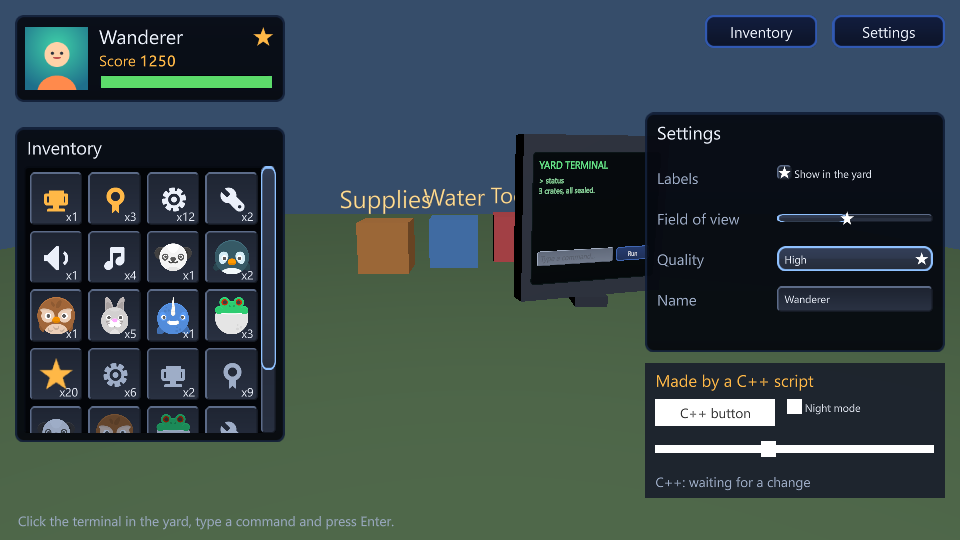 Wanderer
Score 1250
Inventory
Settings
Inventory
x1
x3
x12
x2
x1
x4
x1
x2
x1
x5
x1
x3
x20
x6
x2
x9
Supplies
Water
Too
YARD TERMINAL
> status
3 crates, all sealed.
Type a command
Run
Settings
Labels
Show in the yard
Field of view
Quality
High
Name
Wanderer
Made by a C++ script
C++ button
Night mode
C++: waiting for a change
Click the terminal in the yard, type a command and press Enter.